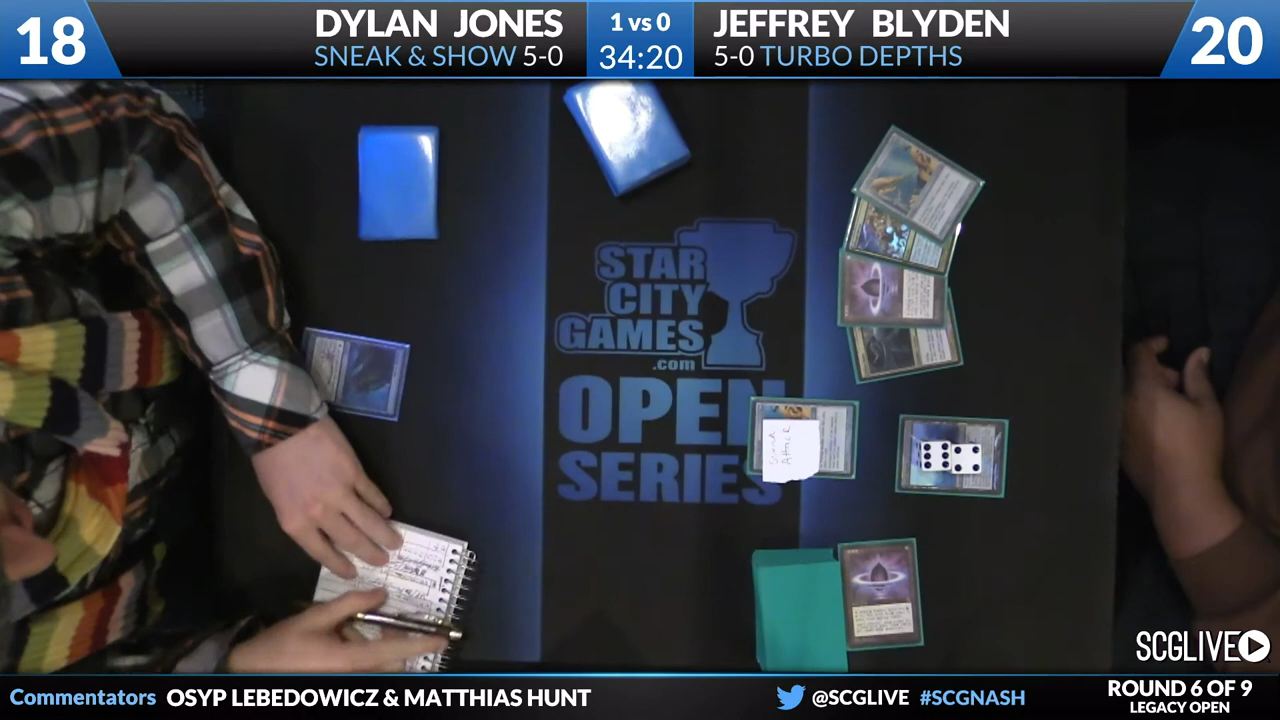 18
DYLAN JONES
SNEAK & SHOW 5-0
1 vs 0
34:20
JEFFREY BLYDEN
5-0 TURBO DEPTHS
20
STAR
CITY
GAMES
.com
OPEN
SERIES
Attack
SCGLIVE
Commentators OSYP LEBEDOWICZ & MATTHIAS HUNT
@SCGLIVE #SCGNASH
ROUND 6 OF 9
LEGACY OPEN